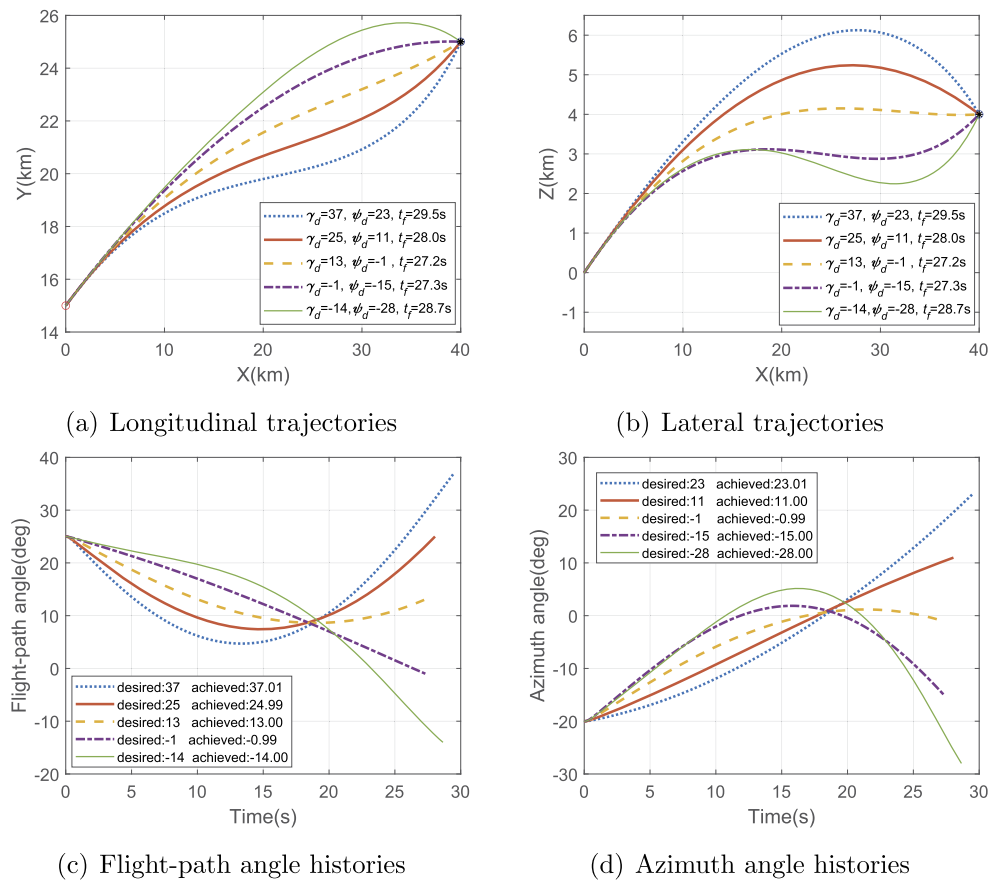 26
24
22
20
18
16
14
Y(km)
0
10
20
30
40
X(km)
γd=37, ψd=23, tf=29.5s
γd=25, ψd=11, tf=28.0s
γd=13, ψd=-1 , tf=27.2s
γd=-1, ψd=-15, tf=27.3s
γd=-14,ψd=-28, tf=28.7s
(a) Longitudinal trajectories
6
5
4
3
2
1
0
-1
Z(km)
0
10
20
30
40
X(km)
γd=37, ψd=23, tf=29.5s
γd=25, ψd=11, tf=28.0s
γd=13, ψd=-1 , tf=27.2s
γd=-1, ψd=-15, tf=27.3s
γd=-14,ψd=-28, tf=28.7s
(b) Lateral trajectories
40
30
20
10
0
-10
-20
Flight-path angle(deg)
0
5
10
15
20
25
30
Time(s)
desired:37 achieved:37.01
desired:25 achieved:24.99
desired:13 achieved:13.00
desired:-1 achieved:-0.99
desired:-14 achieved:-14.00
(c) Flight-path angle histories
30
20
10
0
-10
-20
-30
Azimuth angle(deg)
0
5
10
15
20
25
30
Time(s)
desired:23 achieved:23.01
desired:11 achieved:11.00
desired:-1 achieved:-0.99
desired:-15 achieved:-15.00
desired:-28 achieved:-28.00
(d) Azimuth angle histories